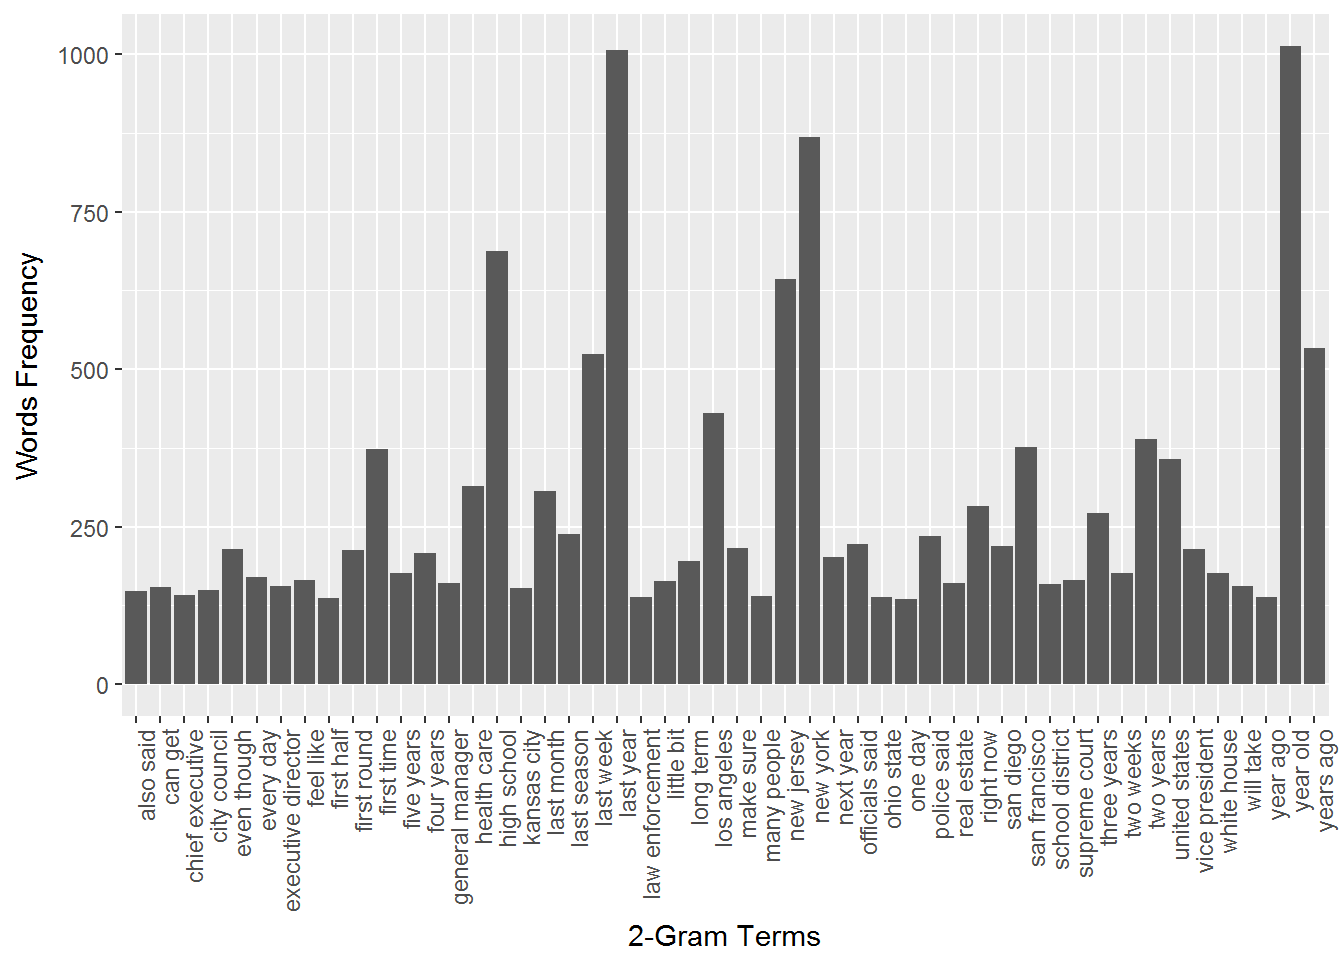 1000
750
500
250
0
Words Frequency
also said
can get
chief executive
city council
even though
every day
executive director
feel like
first half
first round
first time
five years
four years
general manager
health care
high school
kansas city
last month
last season
last week
last year
law enforcement
little bit
long term
los angeles
make sure
many people
new jersey
new york
next year
officials said
ohio state
one day
police said
real estate
right now
san diego
san francisco
school district
supreme court
three years
two weeks
two years
united states
vice president
white house
will take
year ago
year old
years ago
2-Gram Terms